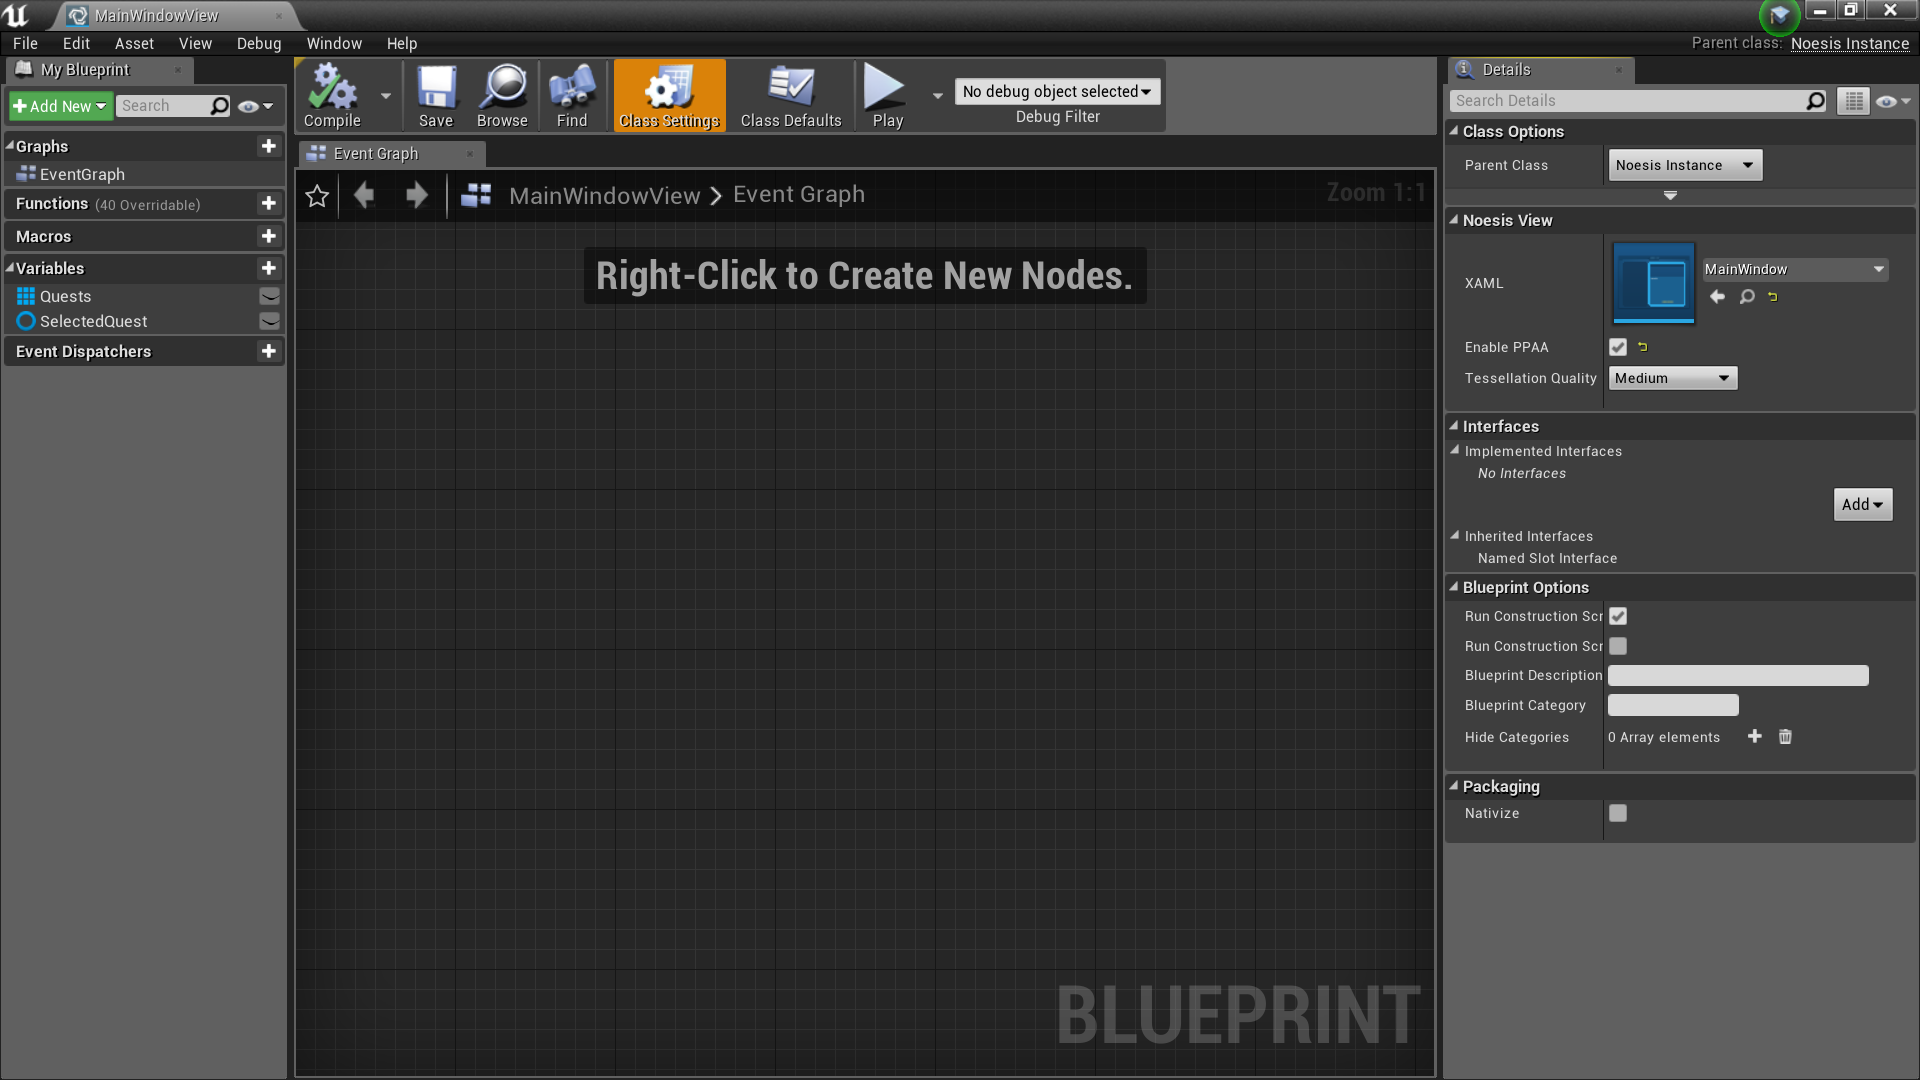 MainWindowView
File Edit Asset View Debug Window Help
Parent class: Noesis Instance
My Blueprint
Add New Search
Graphs
EventGraph
Functions (40 Overridable)
Macros
Variables
Quests
SelectedQuest
Event Dispatchers
Compile Save Browse Find Class Settings Class Defaults Play
No debug object selected
Debug Filter
Event Graph
MainWindowView > Event Graph
Zoom 1:1
Right-Click to Create New Nodes.
BLUEPRINT
Details
Search Details
Class Options
Parent Class Noesis Instance
Noesis View
XAML MainWindow
Enable PPAA
Tessellation Quality Medium
Interfaces
Implemented Interfaces
No Interfaces
Add
Inherited Interfaces
Named Slot Interface
Blueprint Options
Run Construction Scr
Run Construction Scr
Blueprint Description
Blueprint Category
Hide Categories 0 Array elements
Packaging
Nativize